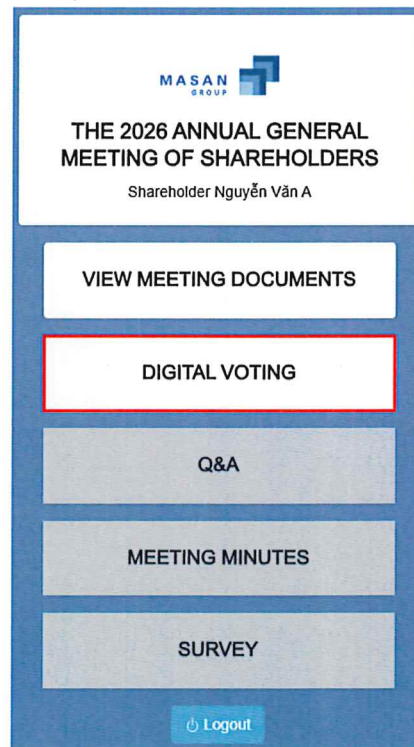 MASAN
GROUP
THE 2026 ANNUAL GENERAL
MEETING OF SHAREHOLDERS
Shareholder Nguyễn Văn A
VIEW MEETING DOCUMENTS
DIGITAL VOTING
Q&A
MEETING MINUTES
SURVEY
Logout